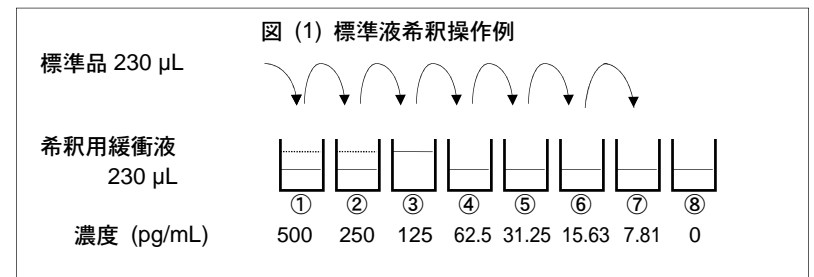 図 (1) 標準液希釈操作例
標準品 230 µL
希釈用緩衝液
230 µL
① ② ③ ④ ⑤ ⑥ ⑦ ⑧
濃度 (pg/mL) 500 250 125 62.5 31.25 15.63 7.81 0